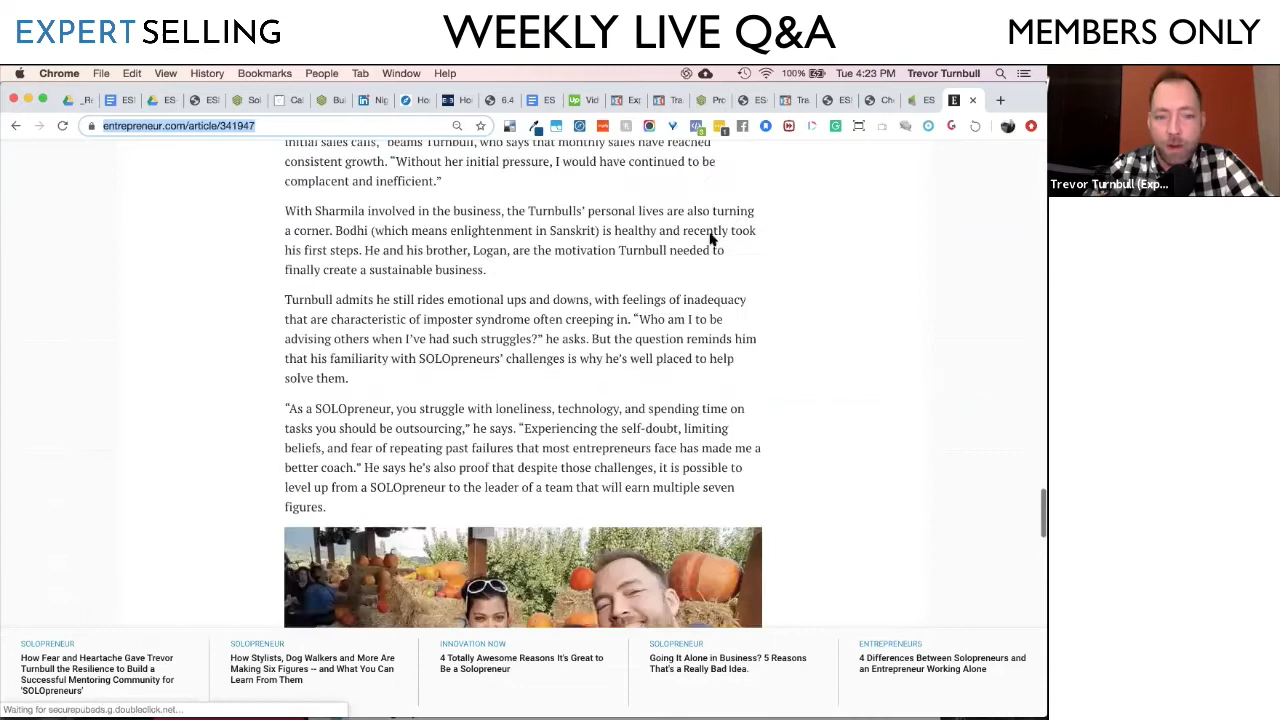 EXPERT SELLING
WEEKLY LIVE Q&A
MEMBERS ONLY
Chrome File Edit View History Bookmarks People Tab Window Help
100% Tue 4:23 PM Trevor Turnbull
entrepreneur.com/article/341947
initial sales calls," beams Turnbull, who says that monthly sales have reached
consistent growth. “Without her initial pressure, I would have continued to be
complacent and inefficient.”
With Sharmila involved in the business, the Turnbulls’ personal lives are also turning
a corner. Bodhi (which means enlightenment in Sanskrit) is healthy and recently took
his first steps. He and his brother, Logan, are the motivation Turnbull needed to
finally create a sustainable business.
Turnbull admits he still rides emotional ups and downs, with feelings of inadequacy
that are characteristic of imposter syndrome often creeping in. “Who am I to be
advising others when I’ve had such struggles?” he asks. But the question reminds him
that his familiarity with SOLOpreneurs’ challenges is why he’s well placed to help
solve them.
“As a SOLOpreneur, you struggle with loneliness, technology, and spending time on
tasks you should be outsourcing,” he says. “Experiencing the self-doubt, limiting
beliefs, and fear of repeating past failures that most entrepreneurs face has made me a
better coach.” He says he’s also proof that despite those challenges, it is possible to
level up from a SOLOpreneur to the leader of a team that will earn multiple seven
figures.
Trevor Turnbull (Exp...
SOLOPRENEUR
How Fear and Heartache Gave Trevor
Turnbull the Resilience to Build a
Successful Mentoring Community for
'SOLOpreneurs'
SOLOPRENEUR
How Stylists, Dog Walkers and More Are
Making Six Figures -- and What You Can
Learn From Them
INNOVATION NOW
4 Totally Awesome Reasons It's Great to
Be a Solopreneur
SOLOPRENEUR
Going It Alone in Business? 5 Reasons
That's a Really Bad Idea.
ENTREPRENEURS
4 Differences Between Solopreneurs and
an Entrepreneur Working Alone
Waiting for securepubads.g.doubleclick.net...